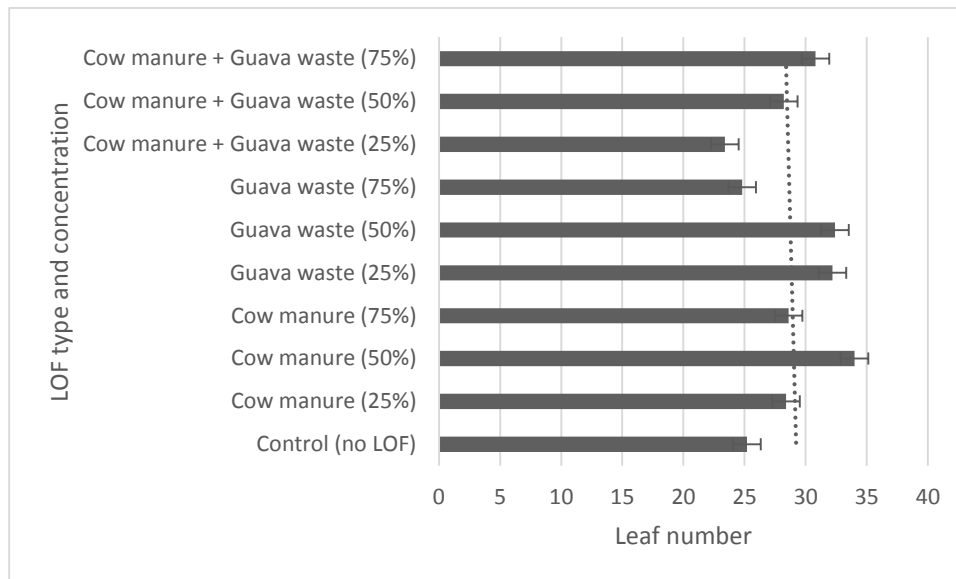 LOF type and concentration
Cow manure + Guava waste (75%)
Cow manure + Guava waste (50%)
Cow manure + Guava waste (25%)
Guava waste (75%)
Guava waste (50%)
Guava waste (25%)
Cow manure (75%)
Cow manure (50%)
Cow manure (25%)
Control (no LOF)
0 5 10 15 20 25 30 35 40
Leaf number